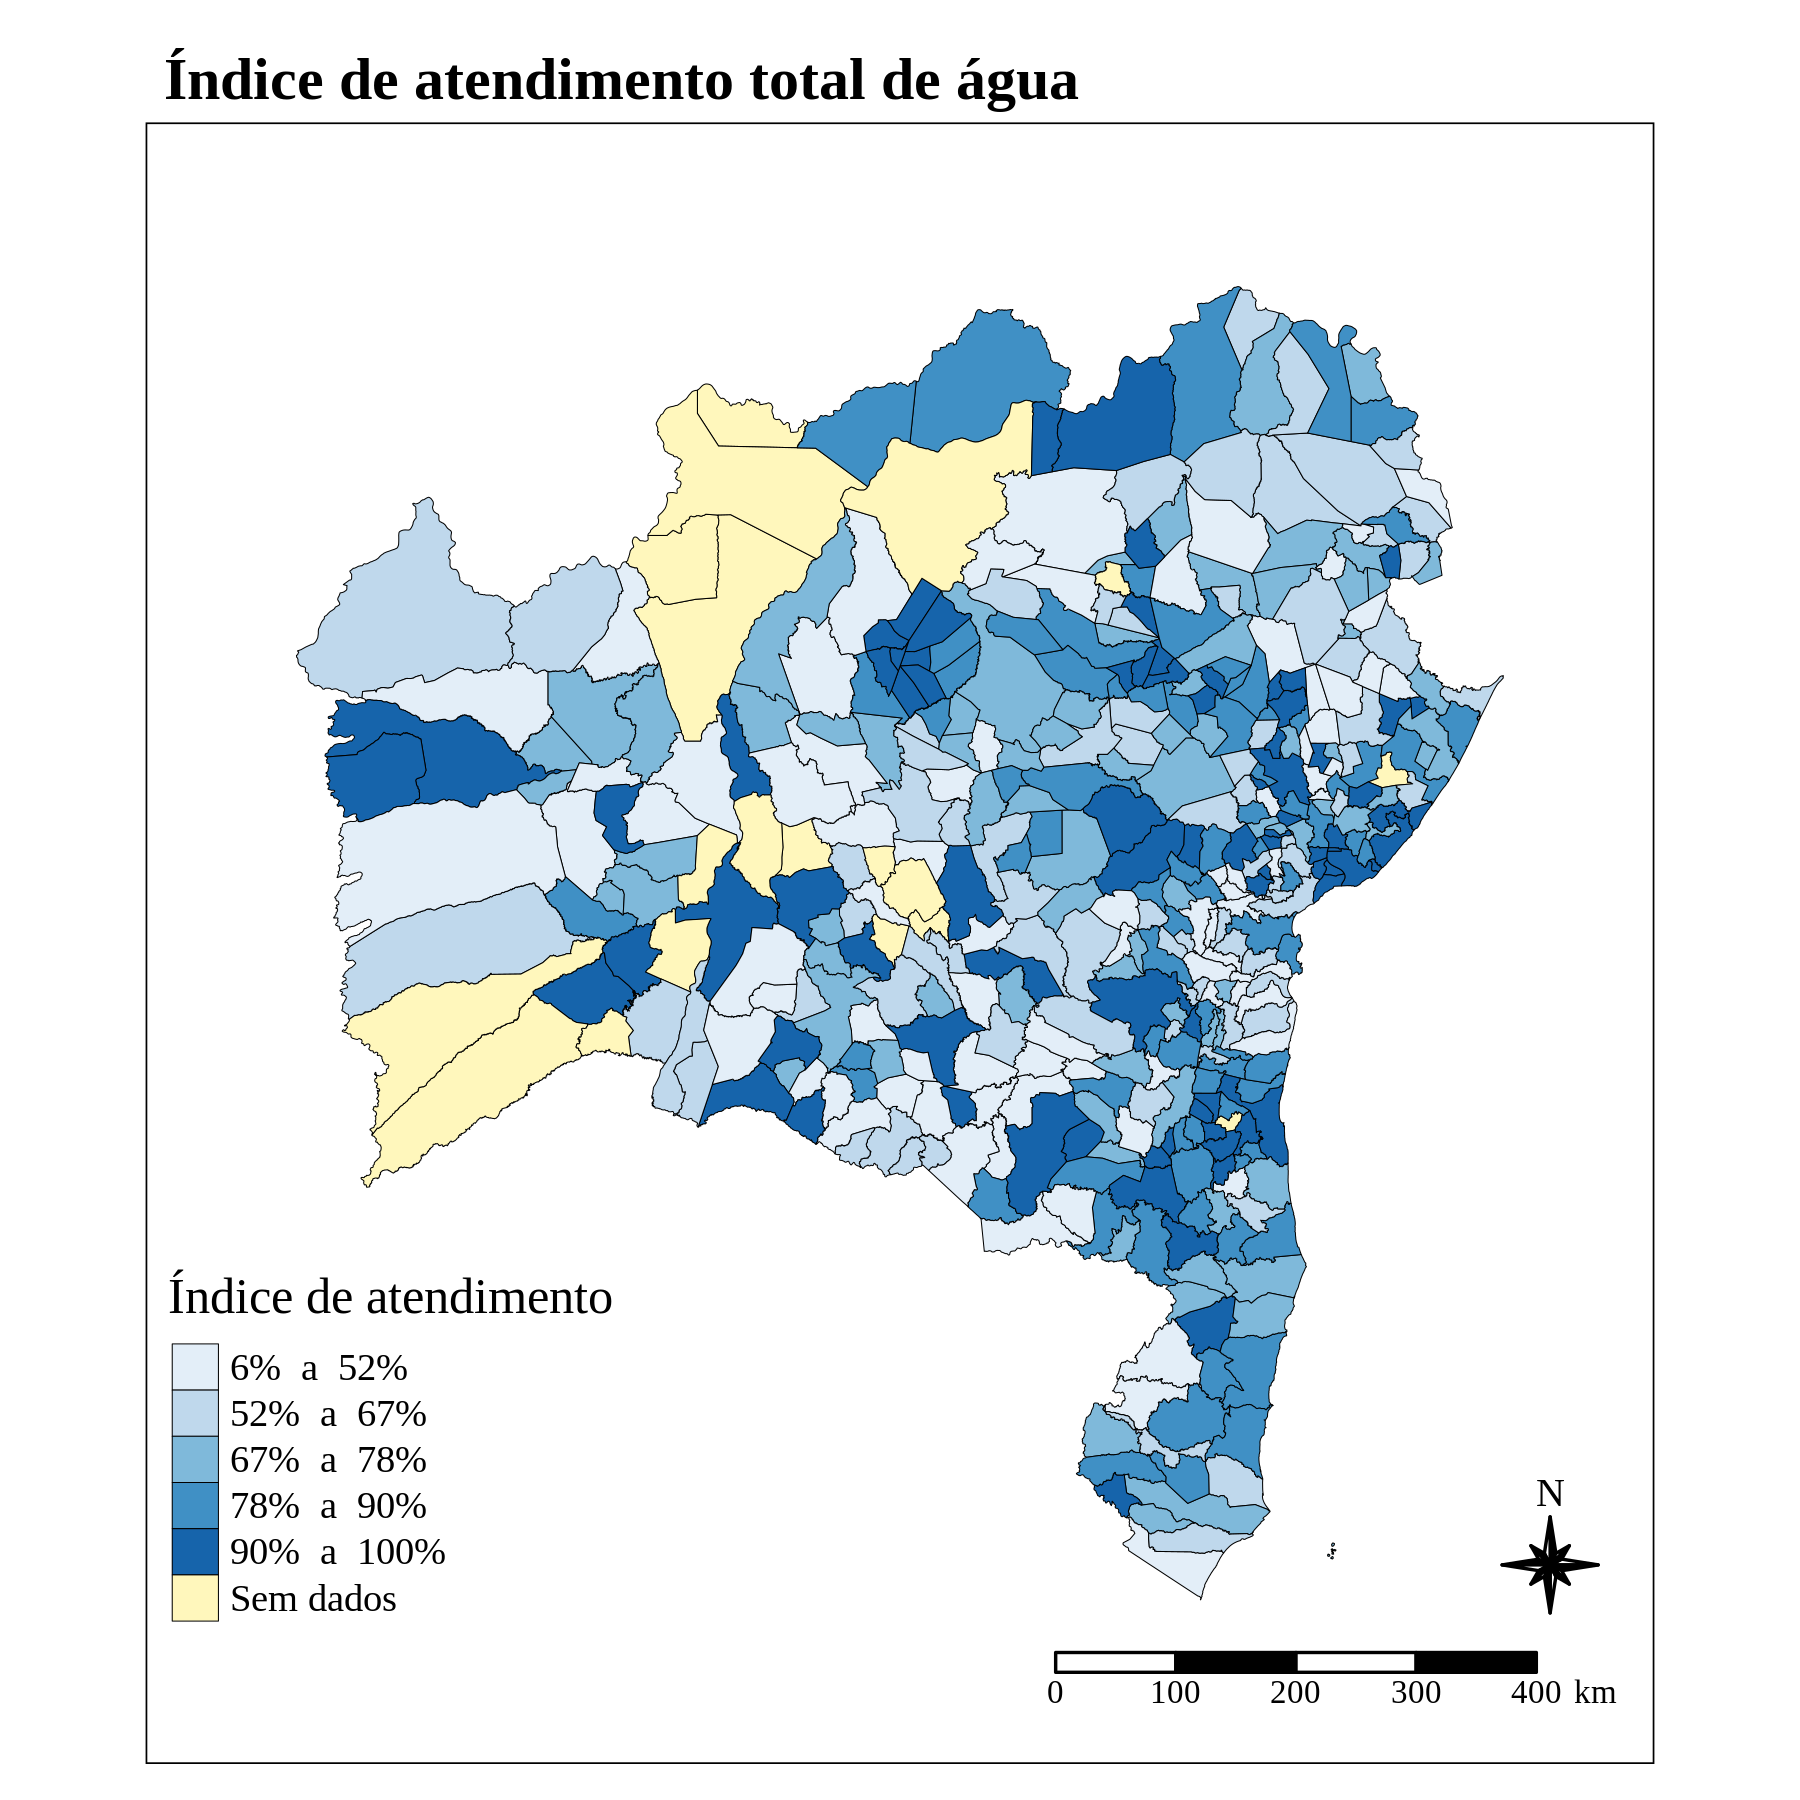 Índice de atendimento total de água
Índice de atendimento
6% a 52%
52% a 67%
67% a 78%
78% a 90%
90% a 100%
Sem dados
N
0 100 200 300 400 km